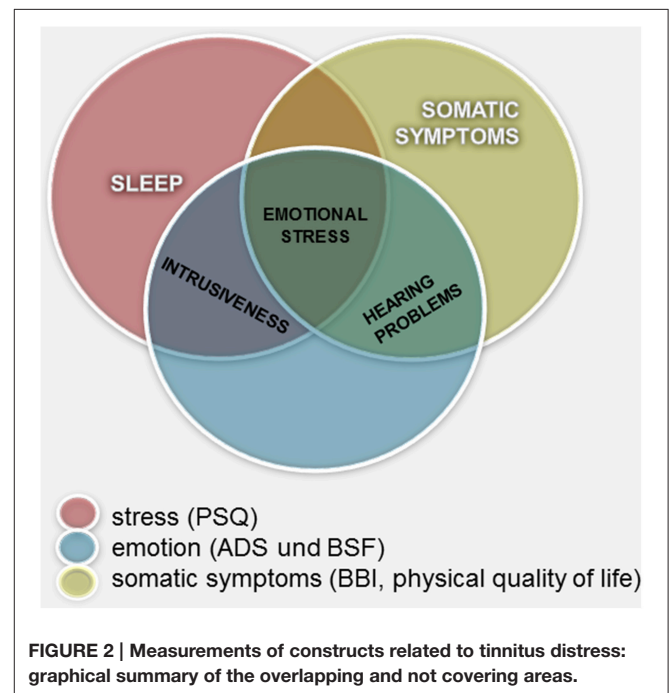 SOMATIC
SYMPTOMS
SLEEP
EMOTIONAL
STRESS
INTRUSIVENESS
HEARING
PROBLEMS
stress (PSQ)
emotion (ADS und BSF)
somatic symptoms (BBI, physical quality of life)
FIGURE 2 | Measurements of constructs related to tinnitus distress:
graphical summary of the overlapping and not covering areas.